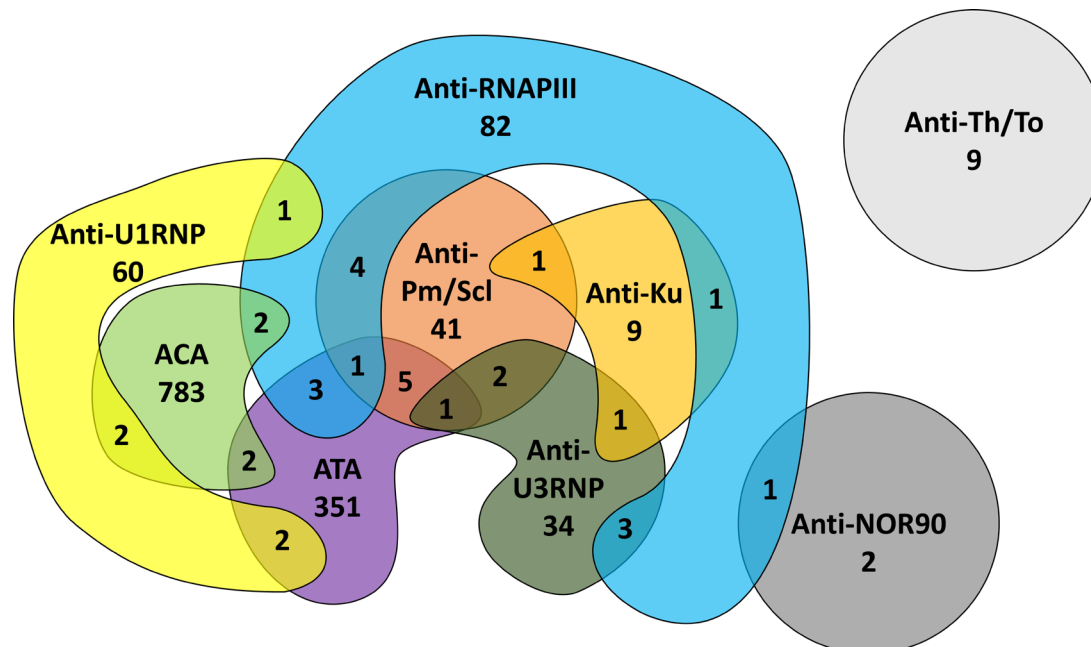 Anti-RNAPIII
82
Anti-Th/To
9
1
Anti-U1RNP
60
4
Anti-
Pm/Scl
41
1
Anti-Ku
9
1
2
ACA
783
3
1
5
2
1
1
2
2
ATA
351
Anti-
U3RNP
34
2
3
1
Anti-NOR90
2